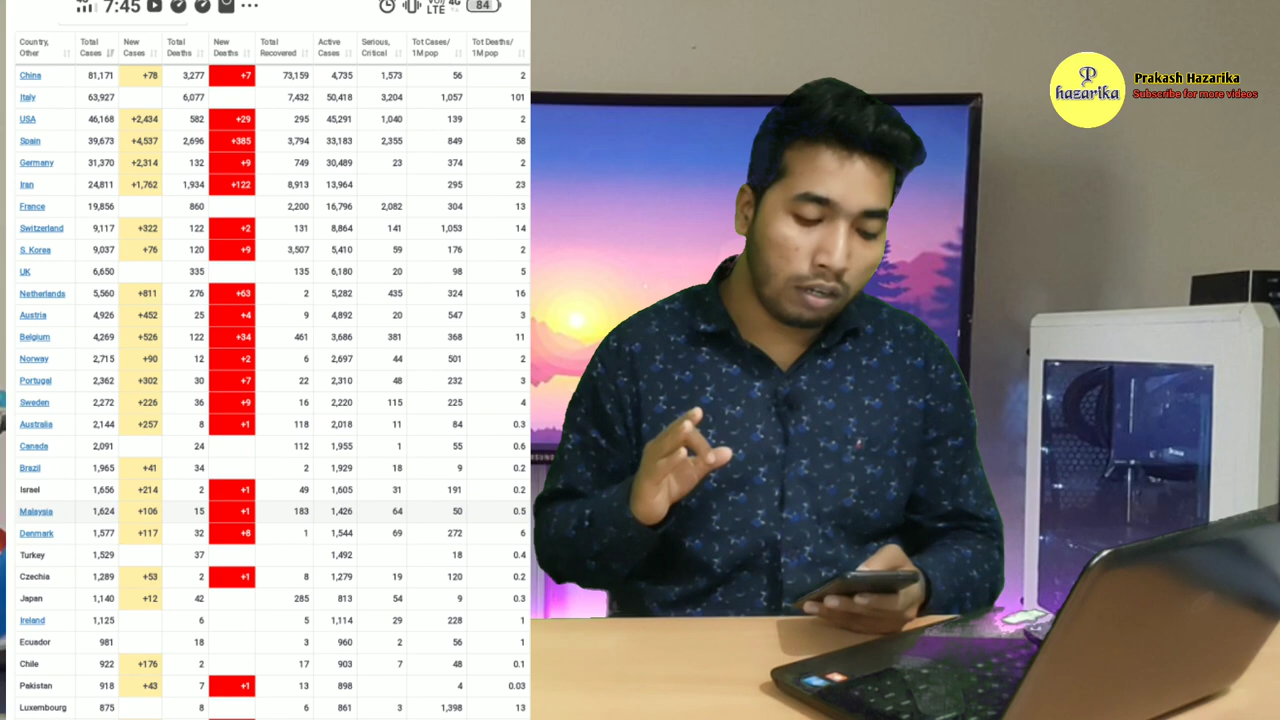 4G 7:45 ... VoI) LTE 4G 84
Country, Other Total Cases New Cases Total Deaths New Deaths Total Recovered Active Cases Serious, Critical Tot Cases/ 1M pop Tot Deaths/ 1M pop
China 81,171 +78 3,277 +7 73,159 4,735 1,573 56 2
Italy 63,927 6,077 7,432 50,418 3,204 1,057 101
USA 46,168 +2,434 582 +29 295 45,291 1,040 139 2
Spain 39,673 +4,537 2,696 +385 3,794 33,183 2,355 849 58
Germany 31,370 +2,314 132 +9 749 30,489 23 374 2
Iran 24,811 +1,762 1,934 +122 8,913 13,964 295 23
France 19,856 860 2,200 16,796 2,082 304 13
Switzerland 9,117 +322 122 +2 131 8,864 141 1,053 14
S. Korea 9,037 +76 120 +9 3,507 5,410 59 176 2
UK 6,650 335 135 6,180 20 98 5
Netherlands 5,560 +811 276 +63 2 5,282 435 324 16
Austria 4,926 +452 25 +4 9 4,892 20 547 3
Belgium 4,269 +526 122 +34 461 3,686 381 368 11
Norway 2,715 +90 12 +2 6 2,697 44 501 2
Portugal 2,362 +302 30 +7 22 2,310 48 232 3
Sweden 2,272 +226 36 +9 16 2,220 115 225 4
Australia 2,144 +257 8 +1 118 2,018 11 84 0.3
Canada 2,091 24 112 1,955 1 55 0.6
Brazil 1,965 +41 34 2 1,929 18 9 0.2
Israel 1,656 +214 2 +1 49 1,605 31 191 0.2
Malaysia 1,624 +106 15 +1 183 1,426 64 50 0.5
Denmark 1,577 +117 32 +8 1 1,544 69 272 6
Turkey 1,529 37 1,492 18 0.4
Czechia 1,289 +53 2 +1 8 1,279 19 120 0.2
Japan 1,140 +12 42 285 813 54 9 0.3
Ireland 1,125 6 5 1,114 29 228 1
Ecuador 981 18 3 960 2 56 1
Chile 922 +176 2 17 903 7 48 0.1
Pakistan 918 +43 7 +1 13 898 4 0.03
Luxembourg 875 8 6 861 3 1,398 13
P
hazarika
Prakash Hazarika
Subscribe for more videos